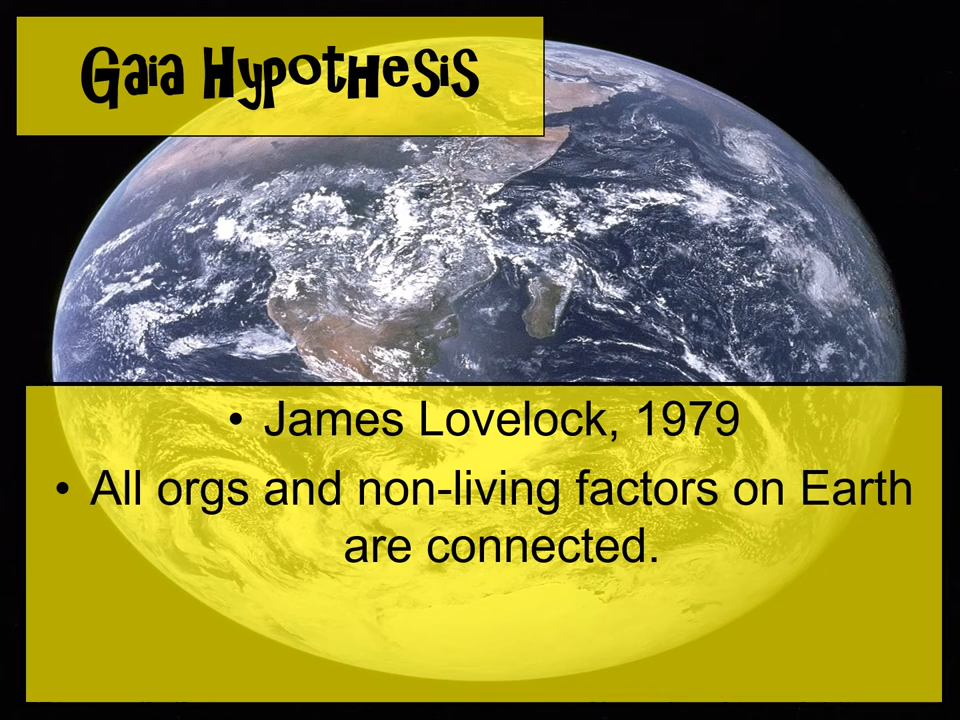 Gaia Hypothesis
• James Lovelock, 1979
• All orgs and non-living factors on Earth
are connected.